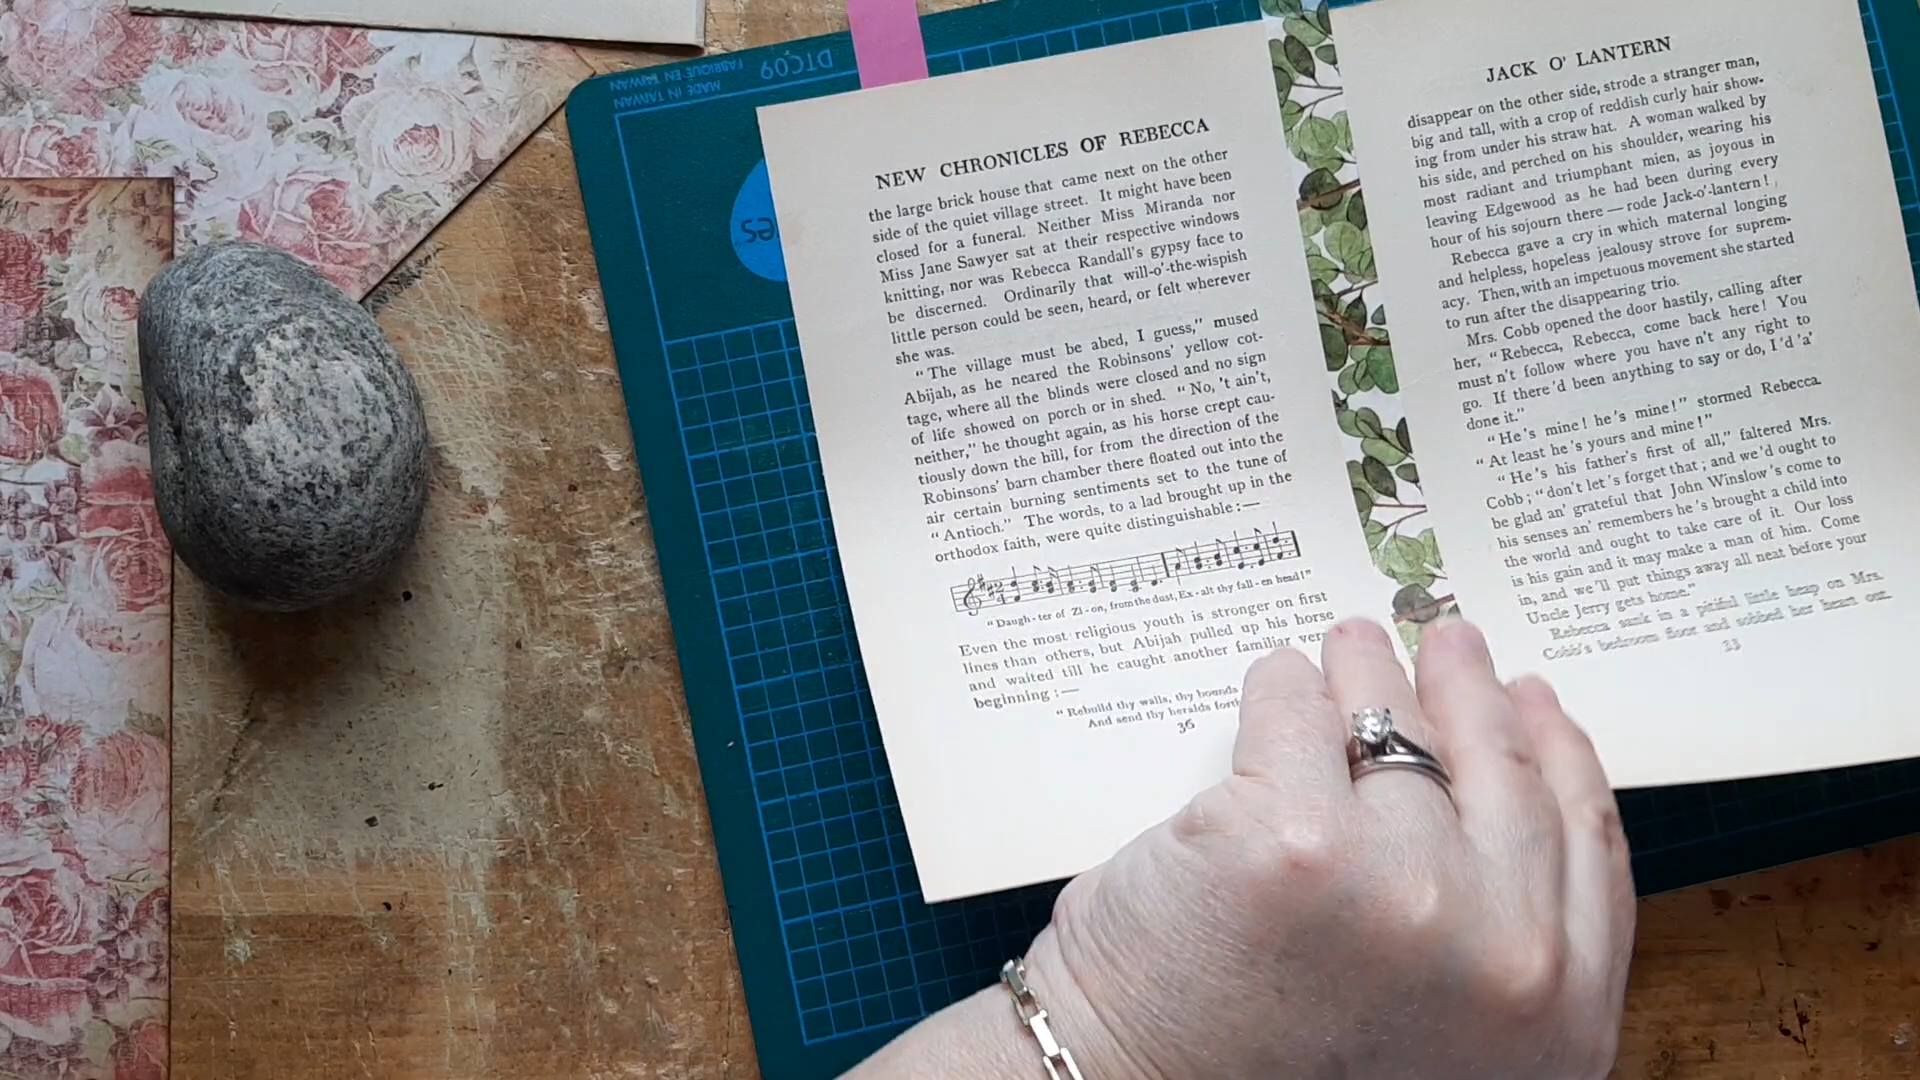 DTC09
FABRIQUÉ EN TAIWAN
MADE IN TAIWAN
es
NEW CHRONICLES OF REBECCA
the large brick house that came next on the other
side of the quiet village street. It might have been
closed for a funeral. Neither Miss Miranda nor
Miss Jane Sawyer sat at their respective windows
knitting, nor was Rebecca Randall's gypsy face to
be discerned. Ordinarily that will-o'-the-wispish
little person could be seen, heard, or felt wherever
she was.
“The village must be abed, I guess,” mused
Abijah, as he neared the Robinsons' yellow cot-
tage, where all the blinds were closed and no sign
of life showed on porch or in shed. “No, 't ain't,
neither,” he thought again, as his horse crept cau-
tiously down the hill, for from the direction of the
Robinsons' barn chamber there floated out into the
air certain burning sentiments set to the tune of
“Antioch.” The words, to a lad brought up in the
orthodox faith, were quite distinguishable:—
“Daugh-ter of Zi-on, from the dust, Ex-alt thy fall-en head!”
Even the most religious youth is stronger on first
lines than others, but Abijah pulled up his horse
and waited till he caught another familiar vers
beginning:—
“Rebuild thy walls, thy bounds
And send thy heralds forth
36
JACK O' LANTERN
disappear on the other side, strode a stranger man,
big and tall, with a crop of reddish curly hair show-
ing from under his straw hat. A woman walked by
his side, and perched on his shoulder, wearing his
most radiant and triumphant mien, as joyous in
leaving Edgewood as he had been during every
hour of his sojourn there — rode Jack-o'-lantern!
Rebecca gave a cry in which maternal longing
and helpless, hopeless jealousy strove for suprem-
acy. Then, with an impetuous movement she started
to run after the disappearing trio.
Mrs. Cobb opened the door hastily, calling after
her, “Rebecca, Rebecca, come back here! You
must n't follow where you have n't any right to
go. If there 'd been anything to say or do, I 'd 'a'
done it.”
“He 's mine! he 's mine!” stormed Rebecca.
“At least he 's yours and mine!”
“He 's his father's first of all,” faltered Mrs.
Cobb; “don't let 's forget that; and we 'd ought to
be glad an' grateful that John Winslow 's come to
his senses an' remembers he 's brought a child into
the world and ought to take care of it. Our loss
is his gain and it may make a man of him. Come
in, and we 'll put things away all neat before your
Uncle Jerry gets home.”
Rebecca sank in a pitiful little heap on Mrs.
Cobb's bedroom floor and sobbed her heart out.
33